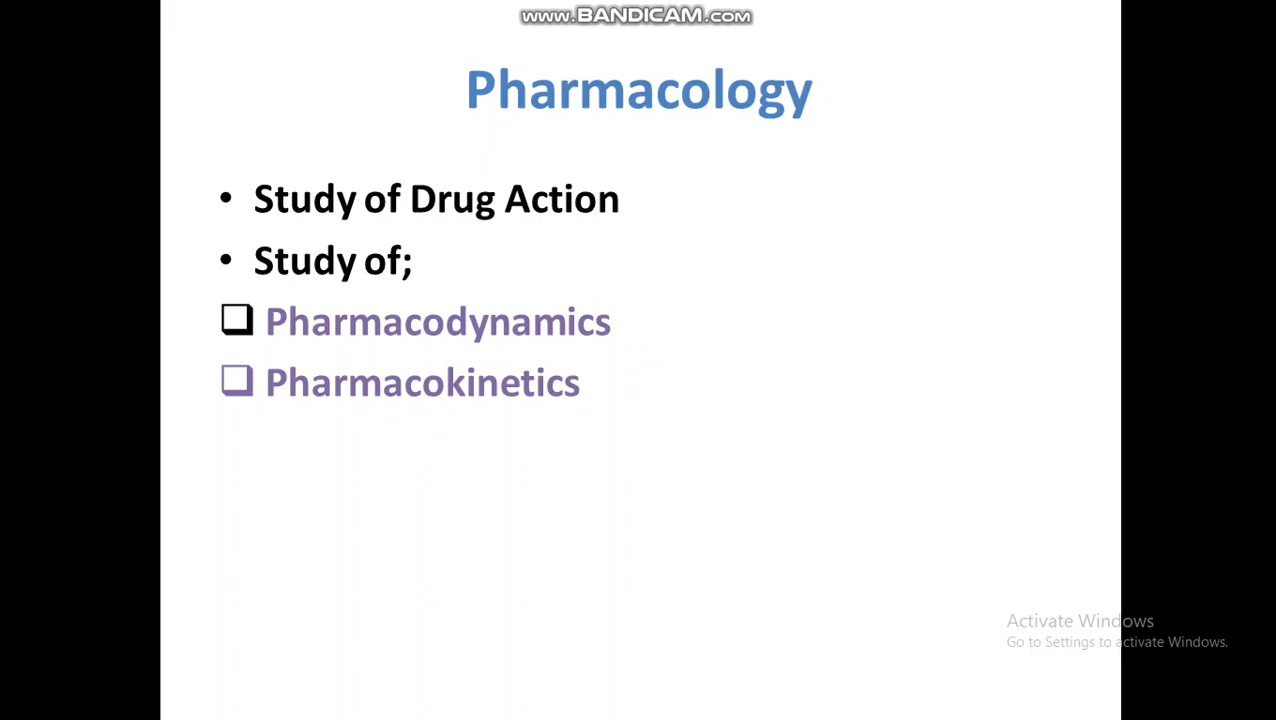 www.BANDICAM.com
Pharmacology
• Study of Drug Action
• Study of;
❑ Pharmacodynamics
❑ Pharmacokinetics
Activate Windows
Go to Settings to activate Windows.